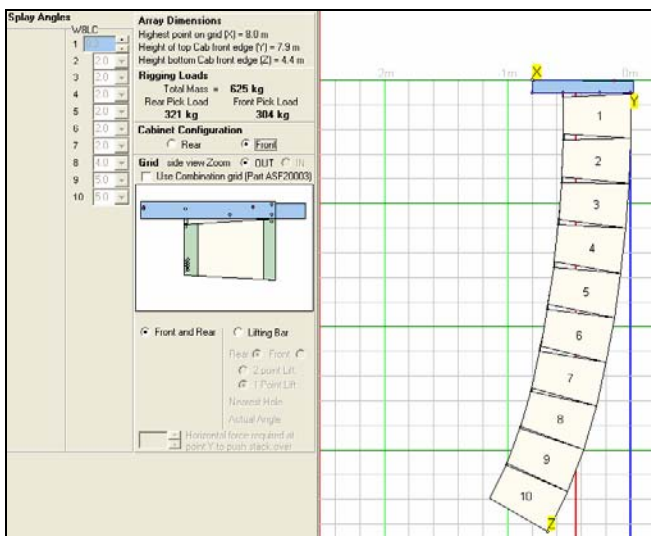 Splay Angles
W8LC
1
2 2.0
3 2.0
4 2.0
5 2.0
6 2.0
7 2.0
8 4.0
9 5.0
10 5.0
Array Dimensions
Highest point on grid (X) = 8.0 m
Height of top Cab front edge (Y) = 7.9 m
Height bottom Cab front edge (Z) = 4.4 m
Rigging Loads
Total Mass = 625 kg
Rear Pick Load Front Pick Load
321 kg 304 kg
Cabinet Configuration
Rear Front
Grid side view Zoom OUT IN
Use Combination grid (Part ASF20003)
Front and Rear Lifting Bar
Rear Front
2 point Lift
1 Point Lift
Nearest Hole
Actual Angle
Horizontal force required at
point Y to push stack over
2m 1m 0m
X
Y
1
2
3
4
5
6
7
8
9
10
Z